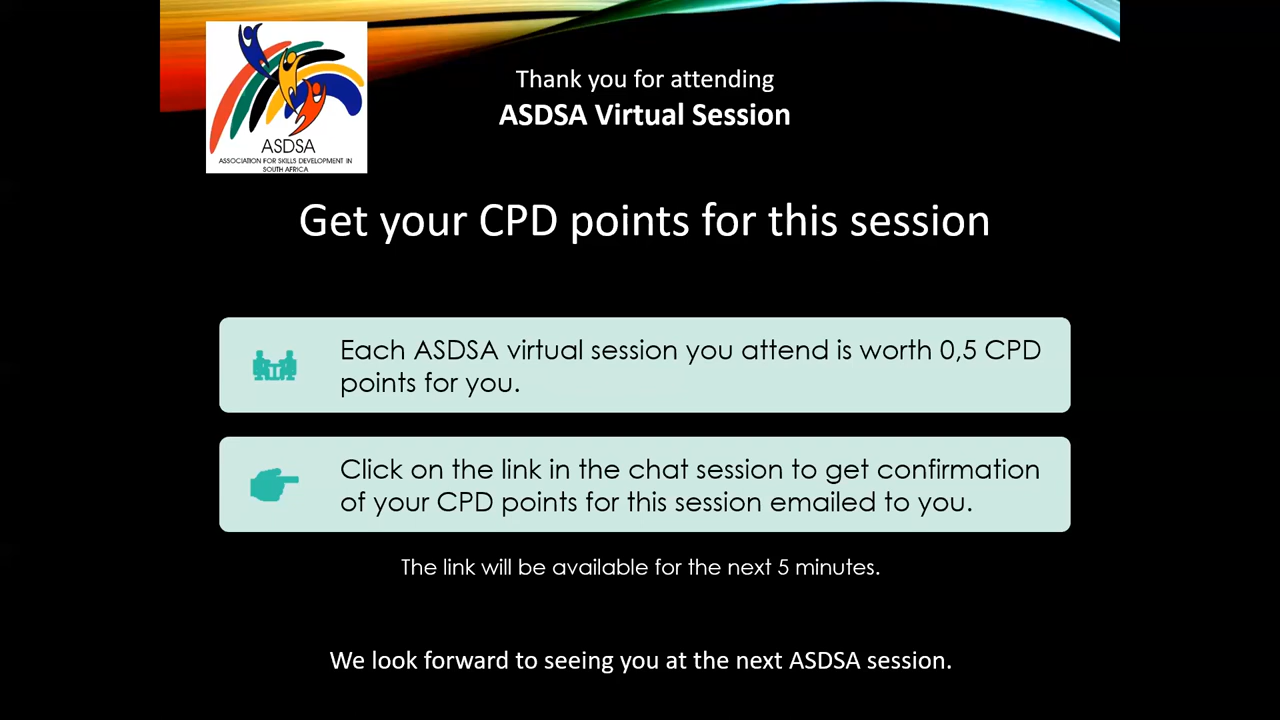 ASDSA
ASSOCIATION FOR SKILLS DEVELOPMENT IN
SOUTH AFRICA
Thank you for attending
ASDSA Virtual Session
Get your CPD points for this session
Each ASDSA virtual session you attend is worth 0,5 CPD
points for you.
Click on the link in the chat session to get confirmation
of your CPD points for this session emailed to you.
The link will be available for the next 5 minutes.
We look forward to seeing you at the next ASDSA session.